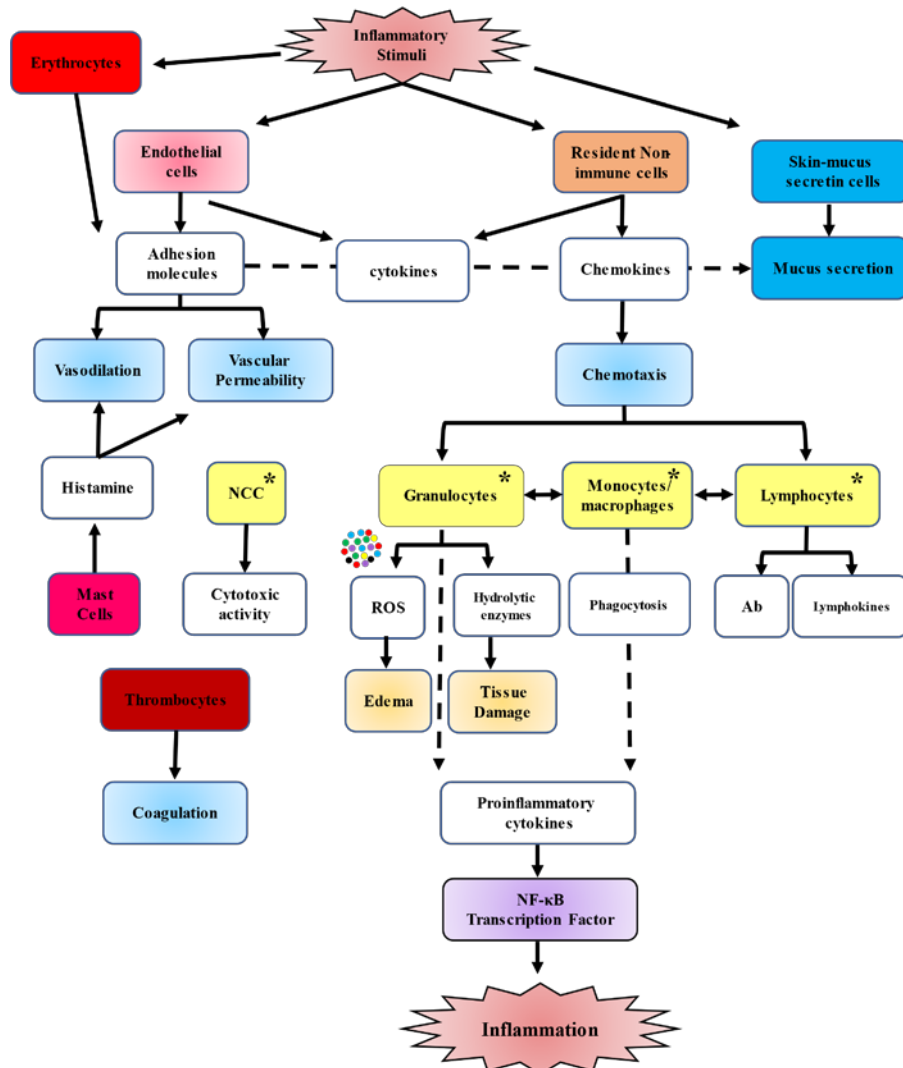 Inflammatory
Stimuli
Erythrocytes
Endothelial
cells
Resident Non-
immune cells
Skin-mucus
secretin cells
Adhesion
molecules
cytokines
Chemokines
Mucus secretion
Vasodilation
Vascular
Permeability
Chemotaxis
Histamine
NCC*
Granulocytes*
Monocytes/*
macrophages
Lymphocytes*
Mast
Cells
Cytotoxic
activity
ROS
Hydrolytic
enzymes
Phagocytosis
Ab
Lymphokines
Edema
Tissue
Damage
Thrombocytes
Coagulation
Proinflammatory
cytokines
NF-κB
Transcription Factor
Inflammation